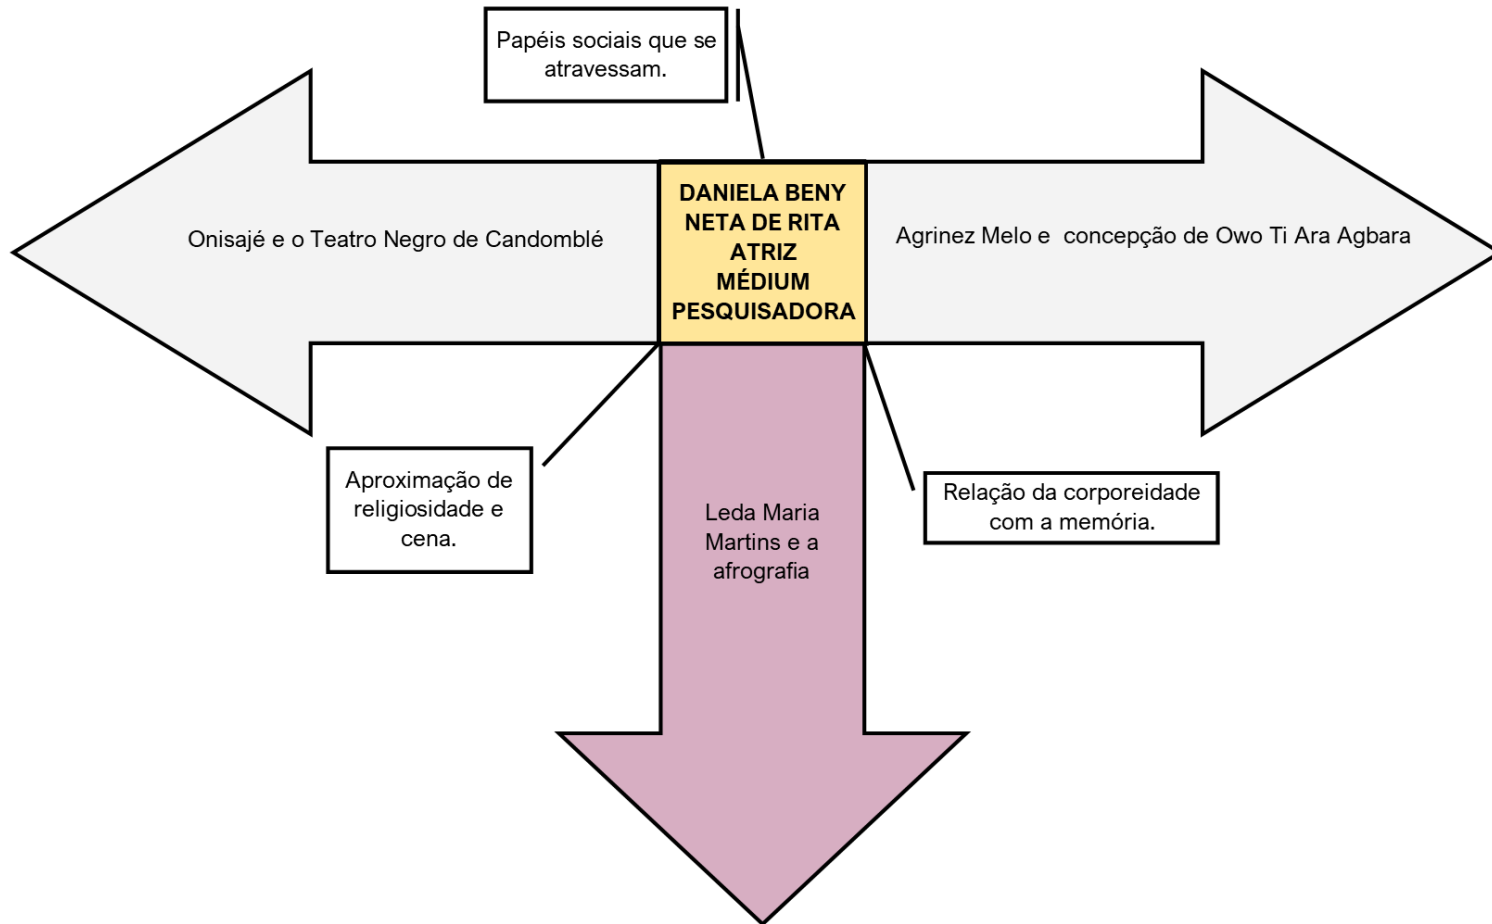 Papéis sociais que se
atravessam.
DANIELA BENY
NETA DE RITA
ATRIZ
MÉDIUM
PESQUISADORA
Onisajé e o Teatro Negro de Candomblé
Agrinez Melo e  concepção de Owo Ti Ara Agbara
Aproximação de
religiosidade e
cena.
Leda Maria
Martins e a
afrografia
Relação da corporeidade
com a memória.